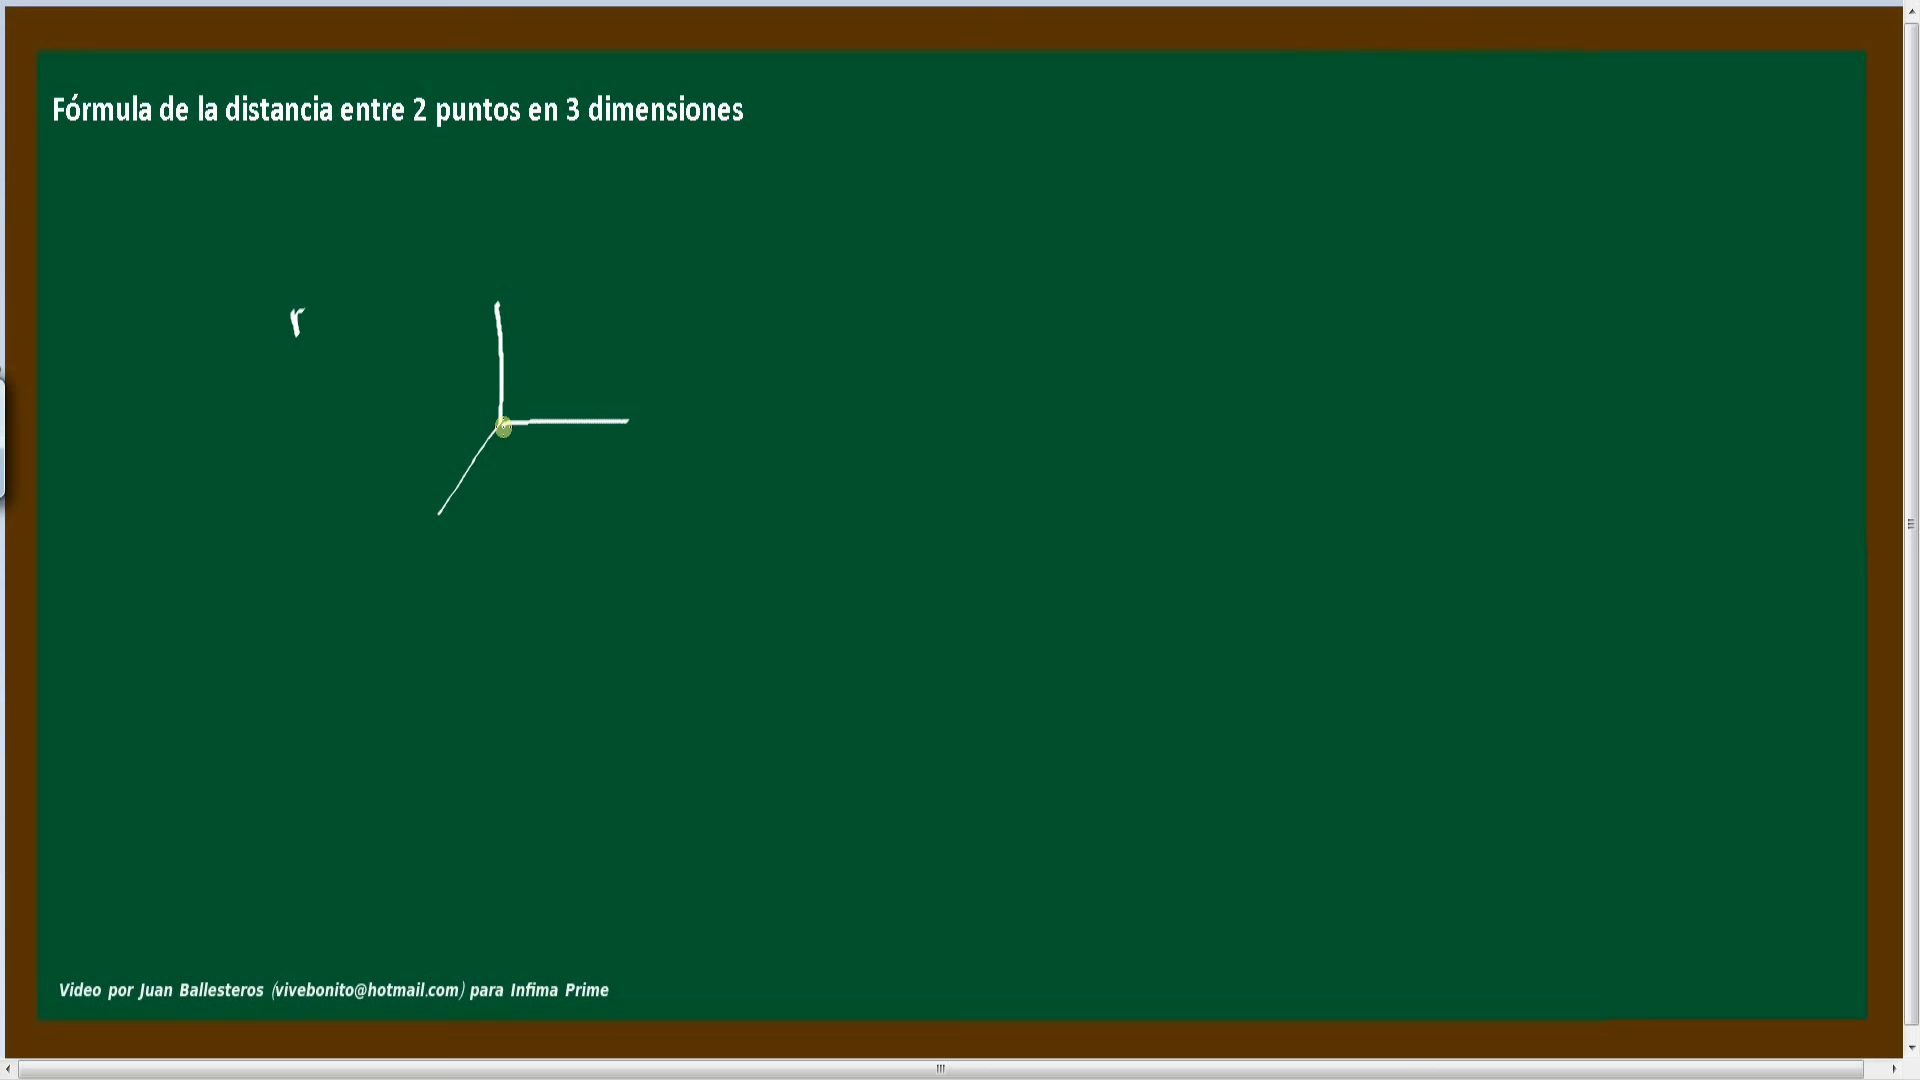 Fórmula de la distancia entre 2 puntos en 3 dimensiones
r
Video por Juan Ballesteros (vivebonito@hotmail.com) para Infima Prime